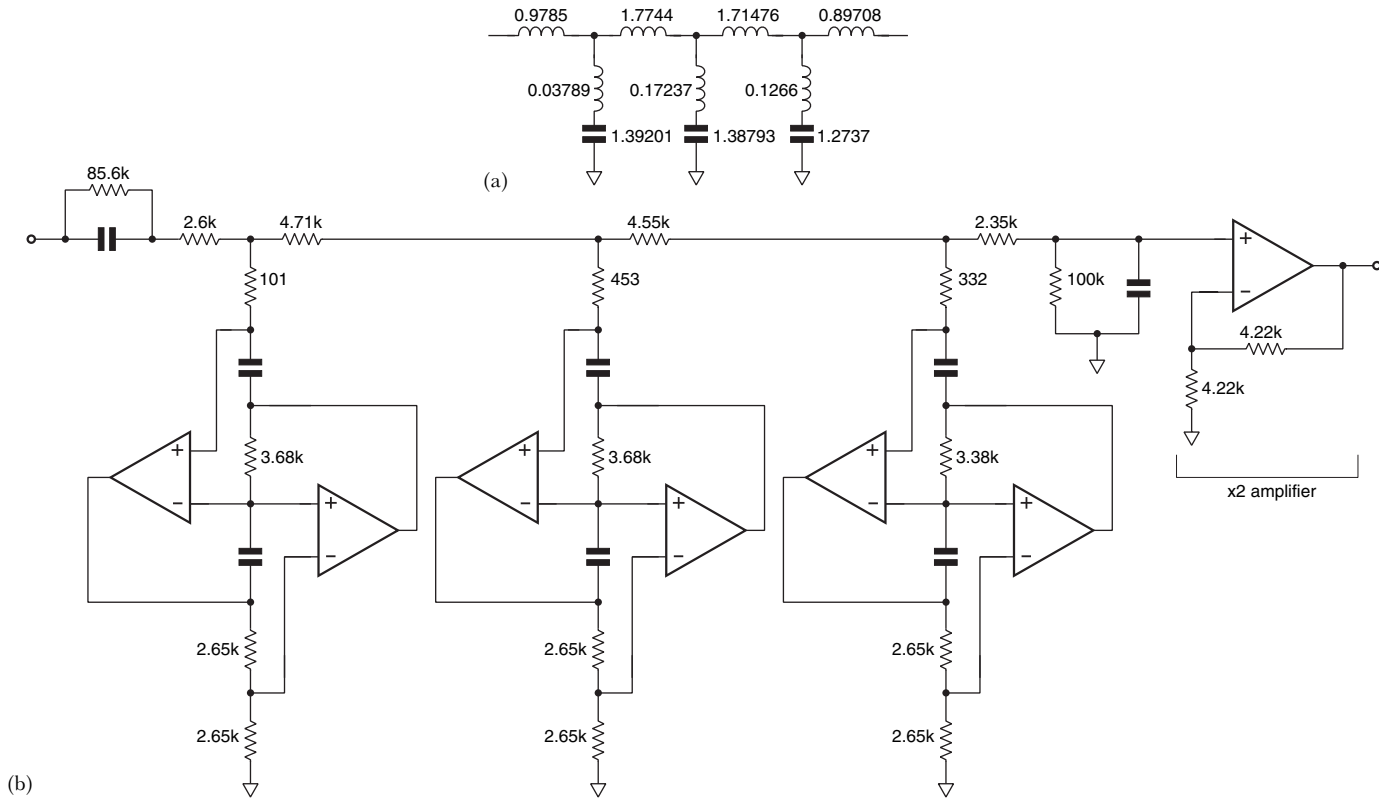 0.9785 1.7744 1.71476 0.89708
0.03789 0.17237 0.1266
1.39201 1.38793 1.2737
(a)
85.6k
2.6k 4.71k 4.55k 2.35k
101 453 332 100k
+ + + +
− − − −
4.22k
4.22k
3.68k 3.68k 3.38k
x2 amplifier
+ + +
− − −
2.65k 2.65k 2.65k
2.65k 2.65k 2.65k
(b)